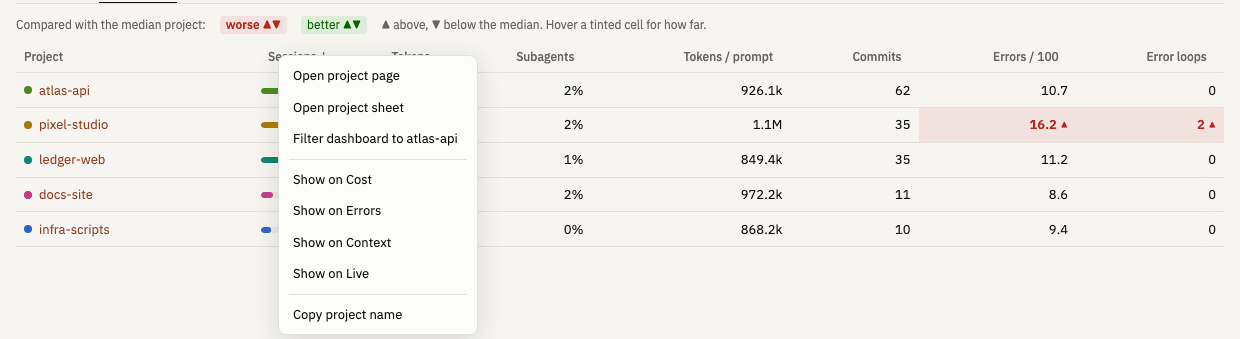 Compared with the median project: worse ▲▼ better ▲▼ ▲ above, ▼ below the median. Hover a tinted cell for how far.
Project Subagents Tokens / prompt Commits Errors / 100 Error loops
atlas-api 2% 926.1k 62 10.7 0
pixel-studio 2% 1.1M 35 16.2 ▲ 2 ▲
ledger-web 1% 849.4k 35 11.2 0
docs-site 2% 972.2k 11 8.6 0
infra-scripts 0% 868.2k 10 9.4 0
Open project page
Open project sheet
Filter dashboard to atlas-api
Show on Cost
Show on Errors
Show on Context
Show on Live
Copy project name